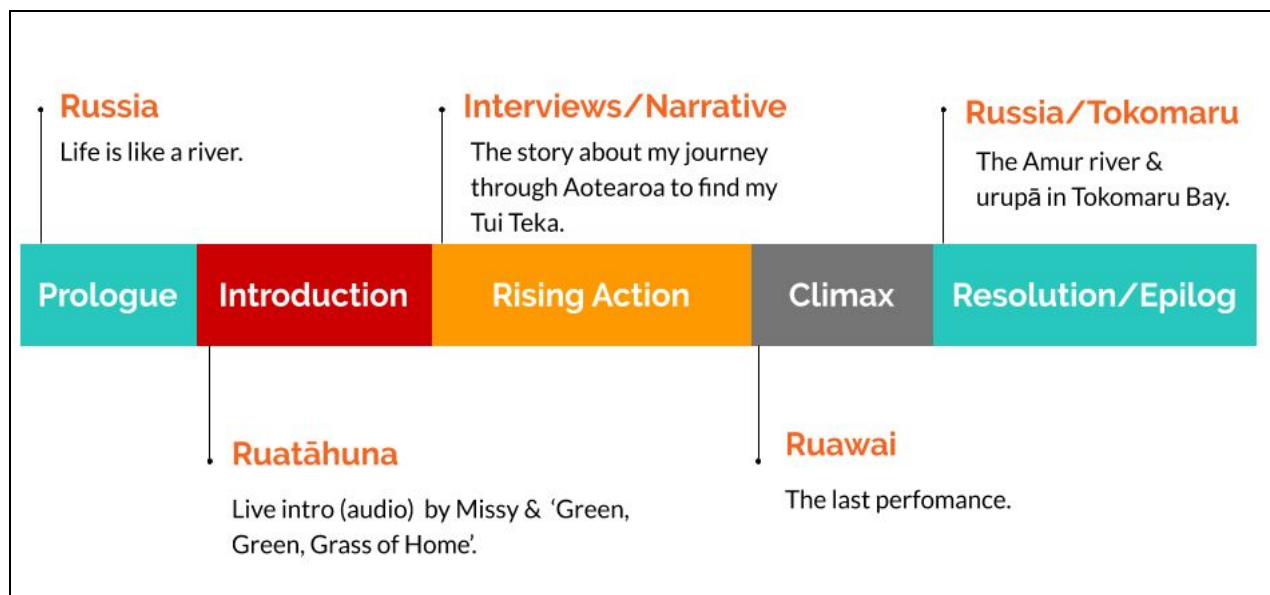 Russia
Life is like a river.
Interviews/Narrative
The story about my journey
through Aotearoa to find my
Tui Teka.
Russia/Tokomaru
The Amur river &
urupā in Tokomaru Bay.
Prologue
Introduction
Rising Action
Climax
Resolution/Epilog
Ruatāhuna
Live intro (audio) by Missy & ‘Green,
Green, Grass of Home’.
Ruawai
The last perfomance.